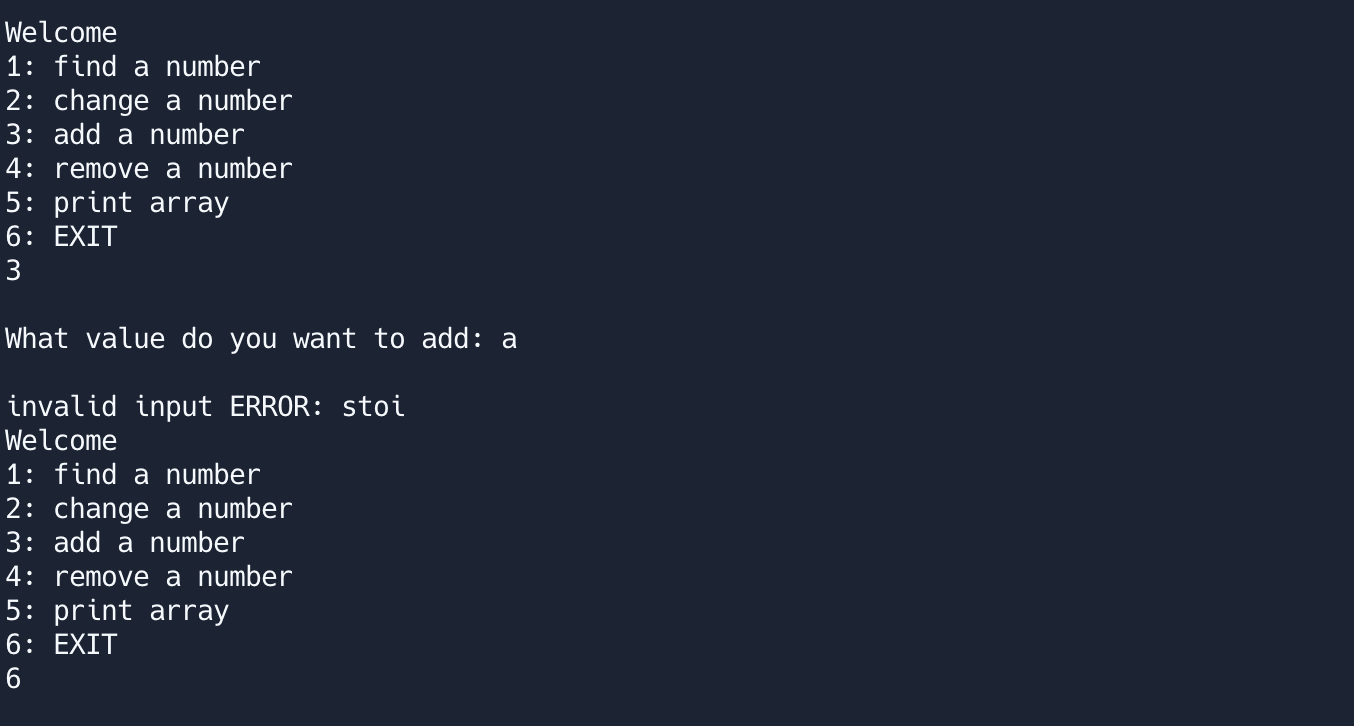 Welcome
1: find a number
2: change a number
3: add a number
4: remove a number
5: print array
6: EXIT
3
What value do you want to add: a
invalid input ERROR: stoi
Welcome
1: find a number
2: change a number
3: add a number
4: remove a number
5: print array
6: EXIT
6